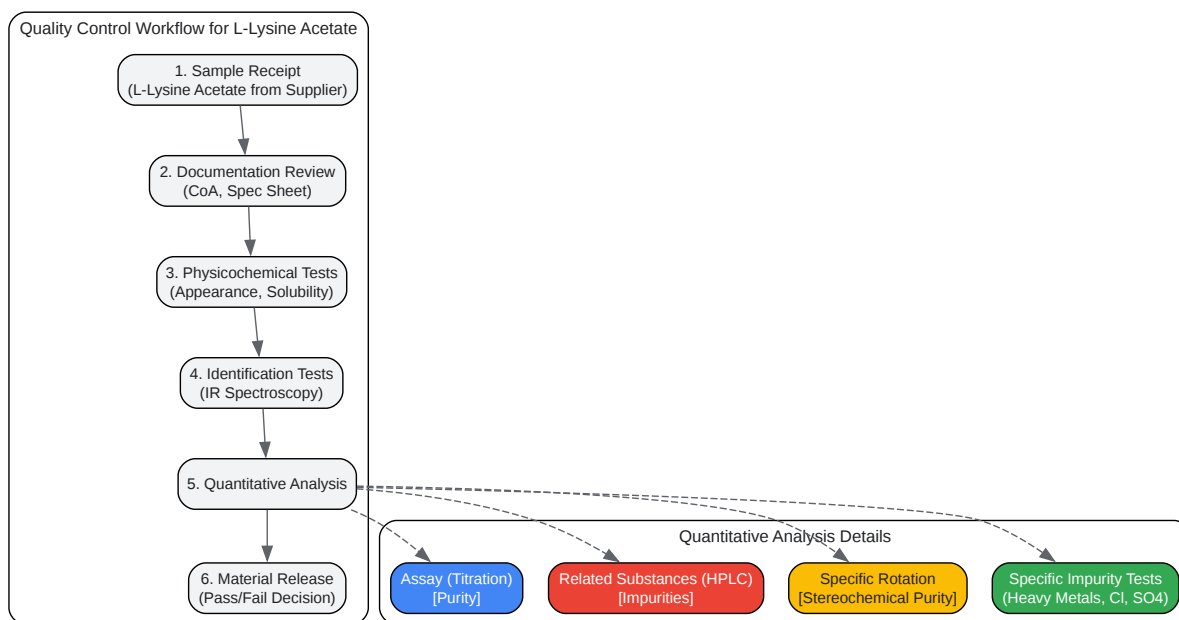 Quality Control Workflow for L-Lysine Acetate
1. Sample Receipt
(L-Lysine Acetate from Supplier)
2. Documentation Review
(CoA, Spec Sheet)
3. Physicochemical Tests
(Appearance, Solubility)
4. Identification Tests
(IR Spectroscopy)
5. Quantitative Analysis
6. Material Release
(Pass/Fail Decision)
Quantitative Analysis Details
Assay (Titration)
[Purity]
Related Substances (HPLC)
[Impurities]
Specific Rotation
[Stereochemical Purity]
Specific Impurity Tests
(Heavy Metals, Cl, SO4)